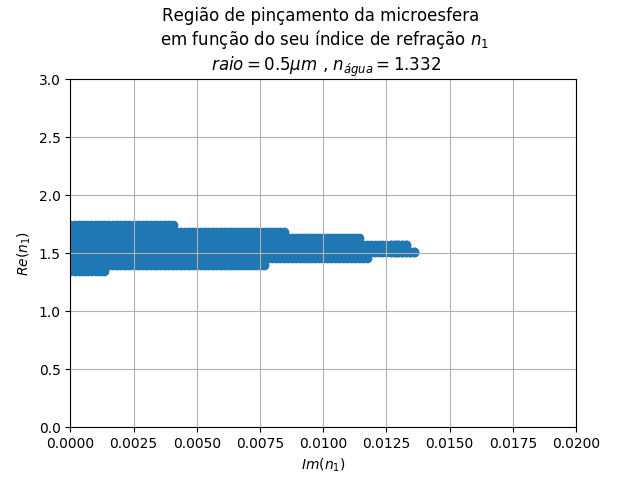 Região de pinçamento da microesfera
em função do seu índice de refração n₁
raio = 0.5μm , nágua = 1.332
3.0
2.5
2.0
1.5
1.0
0.5
0.0
Re(n₁)
0.0000 0.0025 0.0050 0.0075 0.0100 0.0125 0.0150 0.0175 0.0200
Im(n₁)